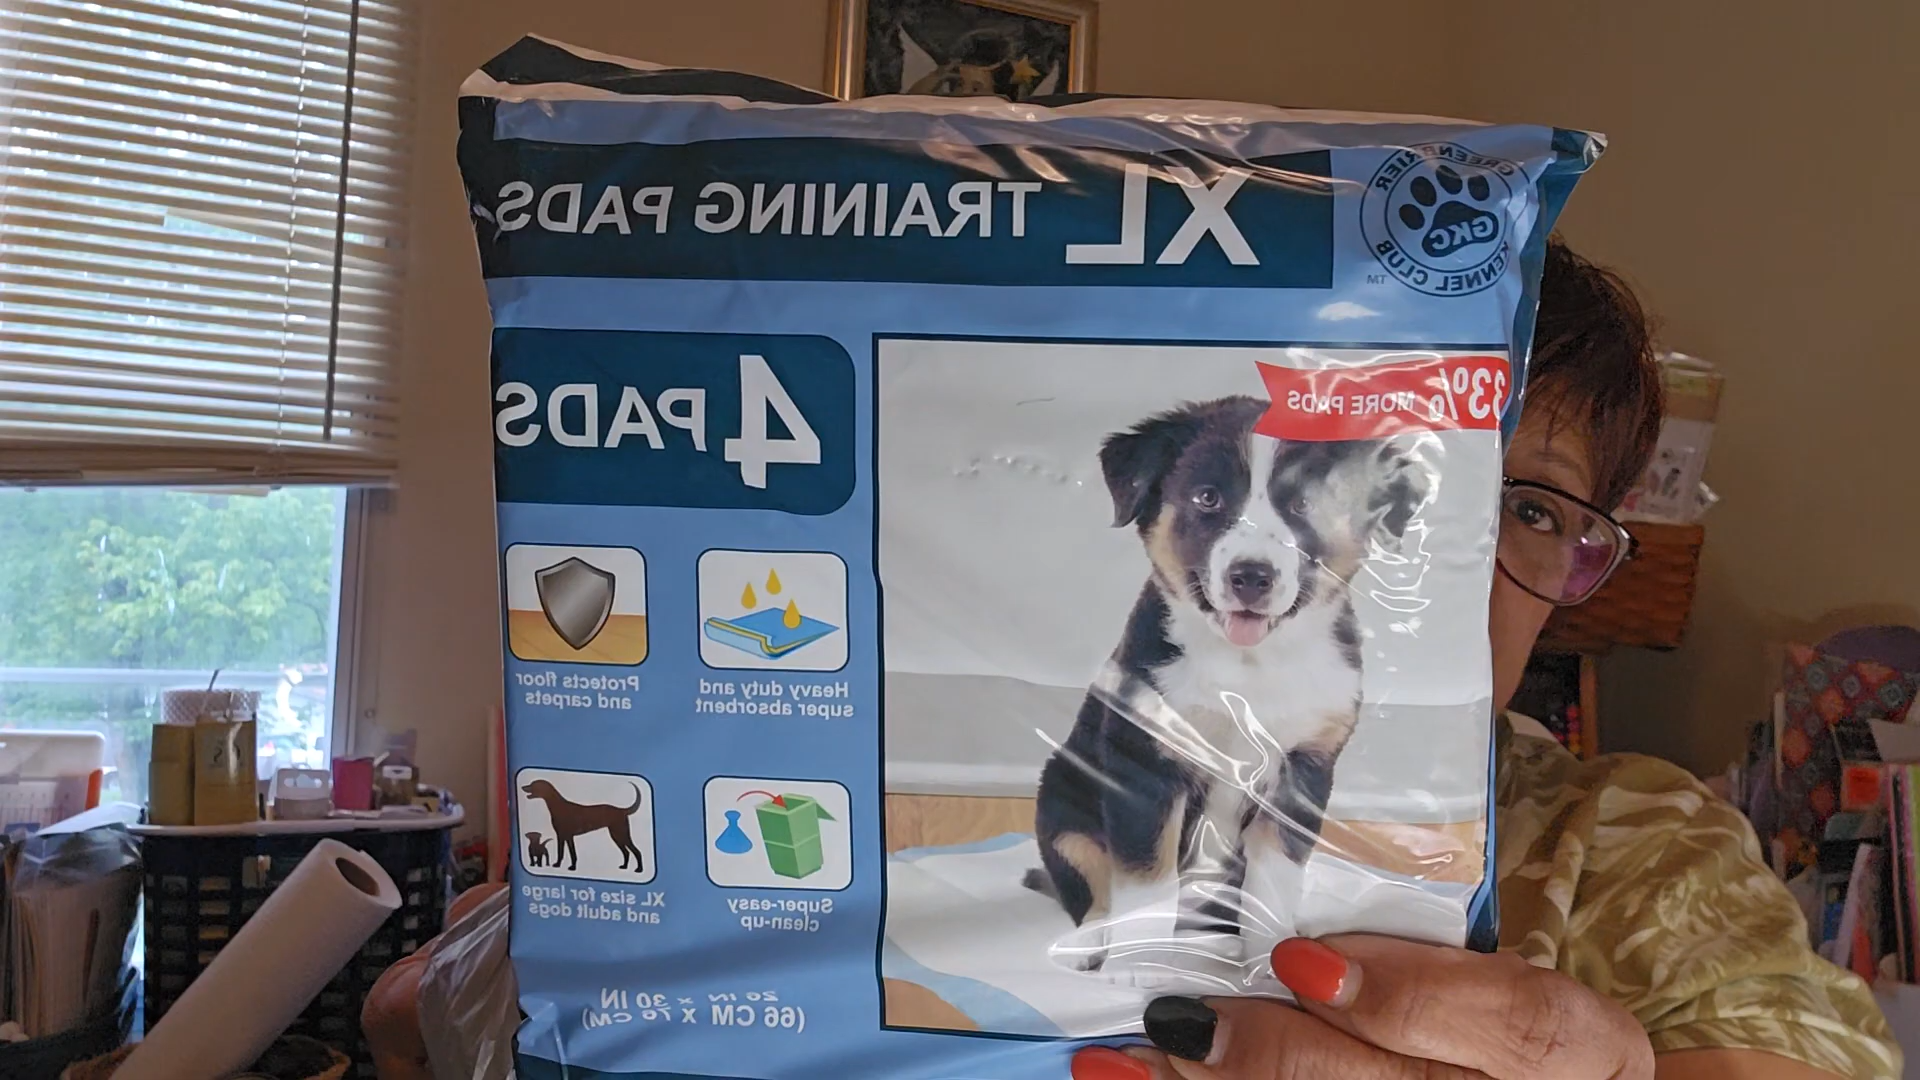 XL TRAINING PADS
GREENBRIER
KENNEL CLUB
GKC
TM
4 PADS
33% MORE PADS
Heavy duty and
super absorbent
Protects floor
and carpets
Super-easy
clean-up
XL size for large
and adult dogs
26 IN x 30 IN
(66 CM x 76 CM)